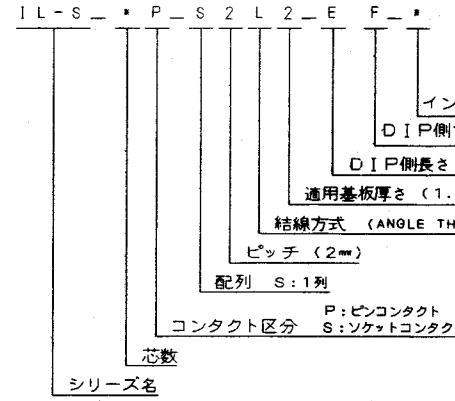 IL-S_*P_S2L2_EF_*
イン
DIP側
DIP側長さ
適用基板厚さ (1.
結線方式 (ANGLE TH
ピッチ (2mm)
配列 S:1列
P:ピンコンタクト
コンタクト区分 S:ソケットコンタク
芯数
シリーズ名